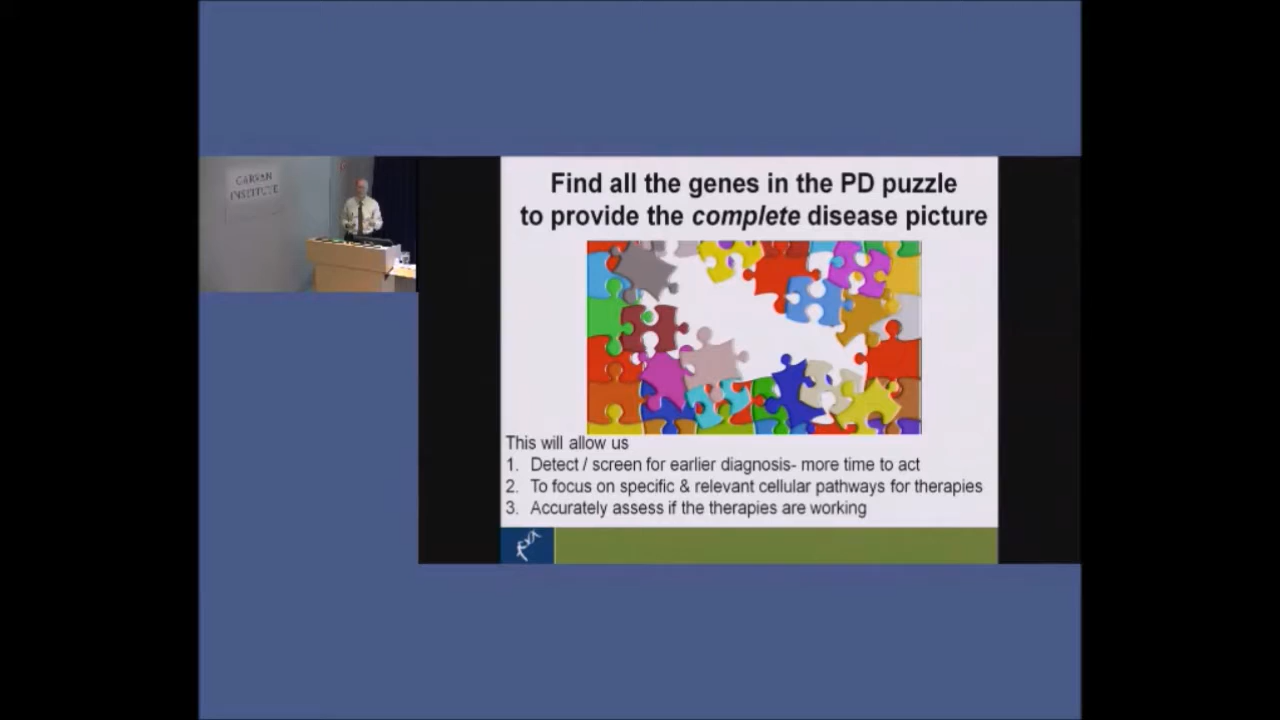 GARVAN
INSTITUTE
Find all the genes in the PD puzzle
to provide the complete disease picture
This will allow us
1. Detect / screen for earlier diagnosis- more time to act
2. To focus on specific & relevant cellular pathways for therapies
3. Accurately assess if the therapies are working